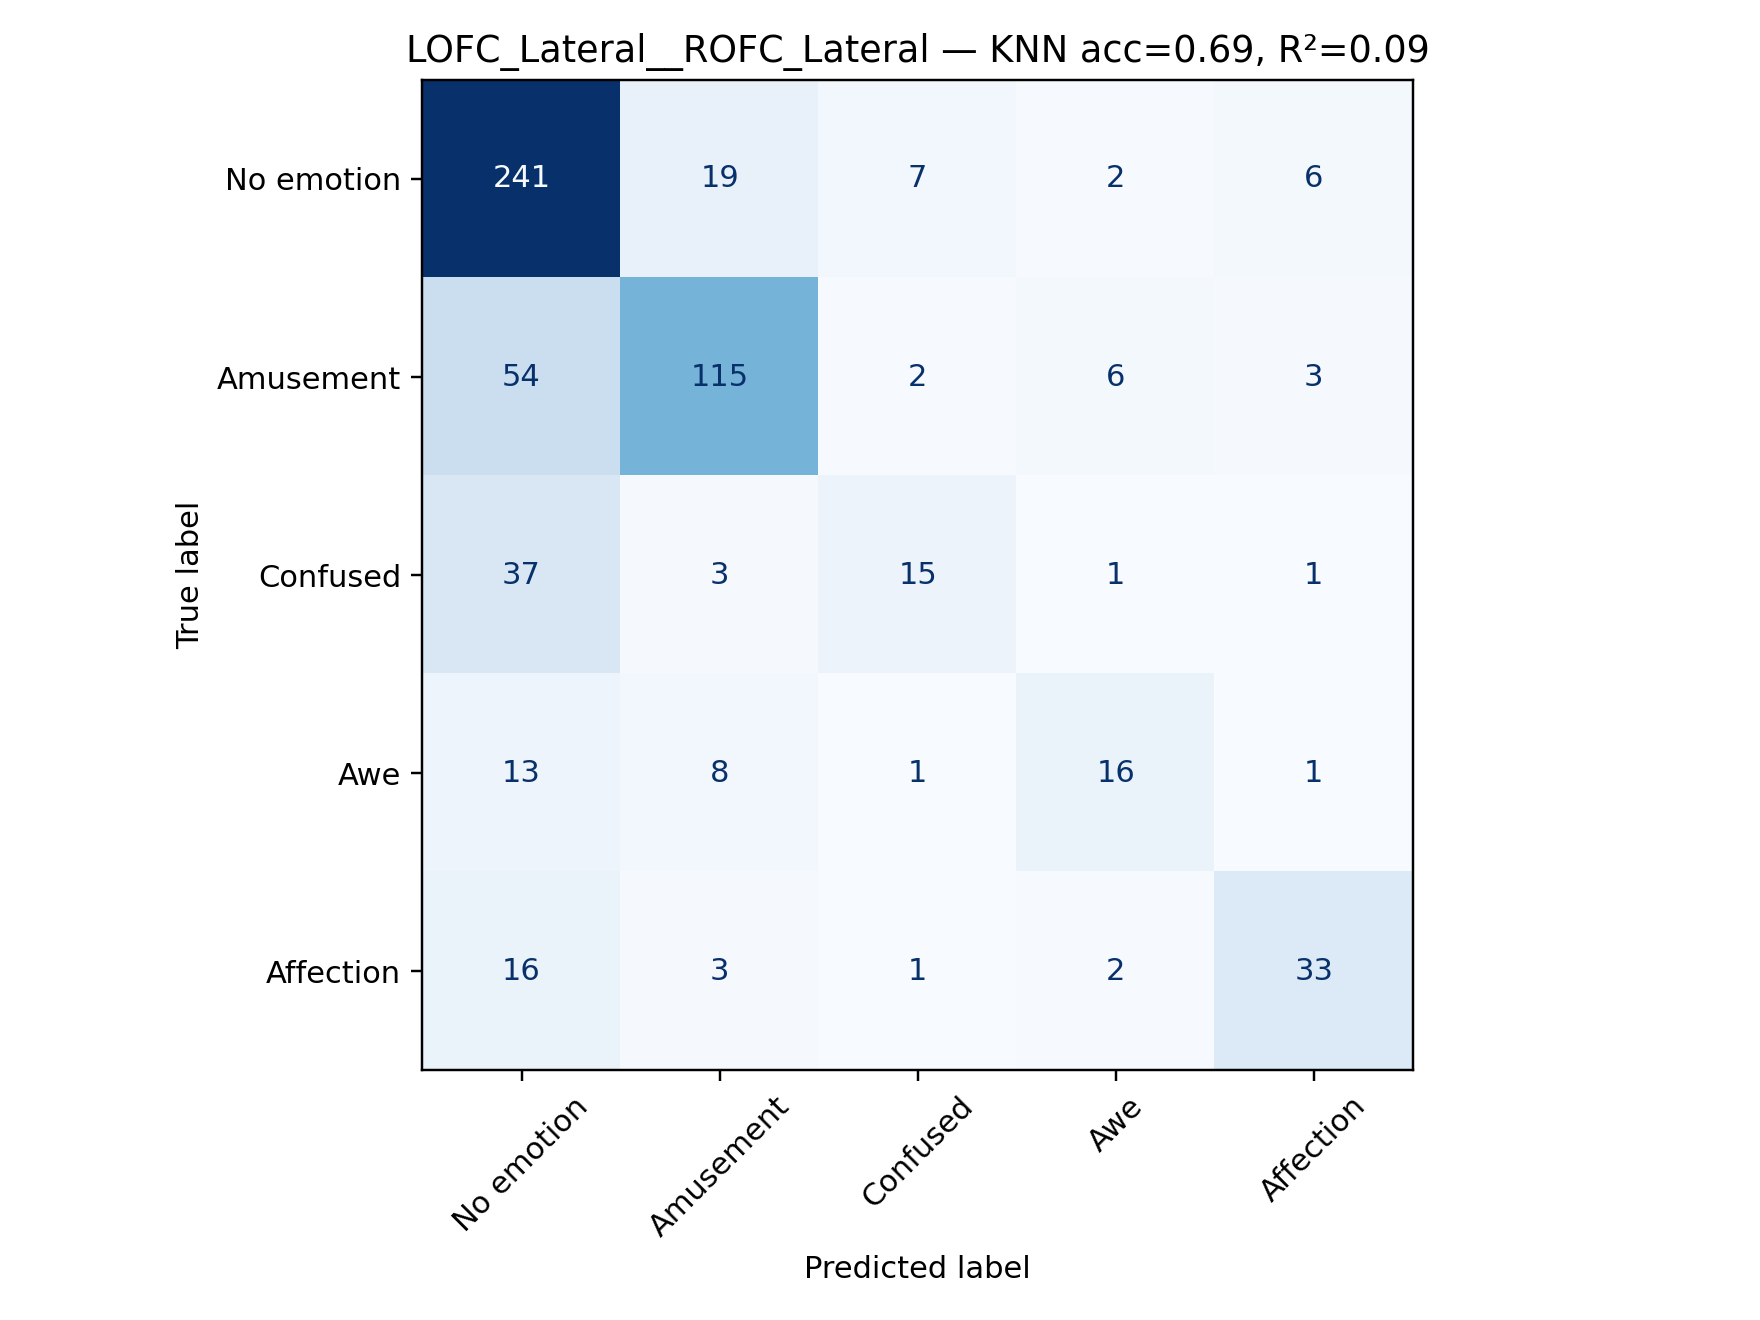 LOFC_Lateral__ROFC_Lateral — KNN acc=0.69, R²=0.09
True label
No emotion 241 19 7 2 6
Amusement 54 115 2 6 3
Confused 37 3 15 1 1
Awe 13 8 1 16 1
Affection 16 3 1 2 33
No emotion Amusement Confused Awe Affection
Predicted label